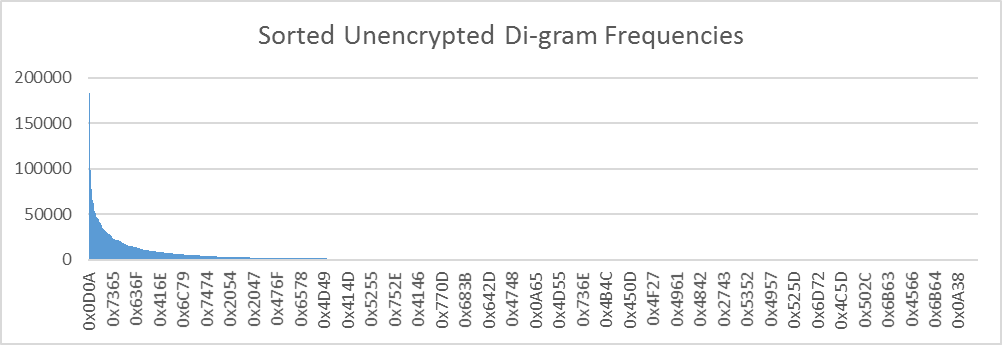 Sorted Unencrypted Di-gram Frequencies
200000
150000
100000
50000
0
0x0D0A
0x7365
0x636F
0x416E
0x6C79
0x7474
0x2054
0x2047
0x476F
0x6578
0x4D49
0x414D
0x5255
0x752E
0x4146
0x770D
0x683B
0x642D
0x4748
0x0A65
0x4D55
0x736E
0x4B4C
0x450D
0x4F27
0x4961
0x4842
0x2743
0x5352
0x4957
0x525D
0x6D72
0x4C5D
0x502C
0x6B63
0x4566
0x6B64
0x0A38